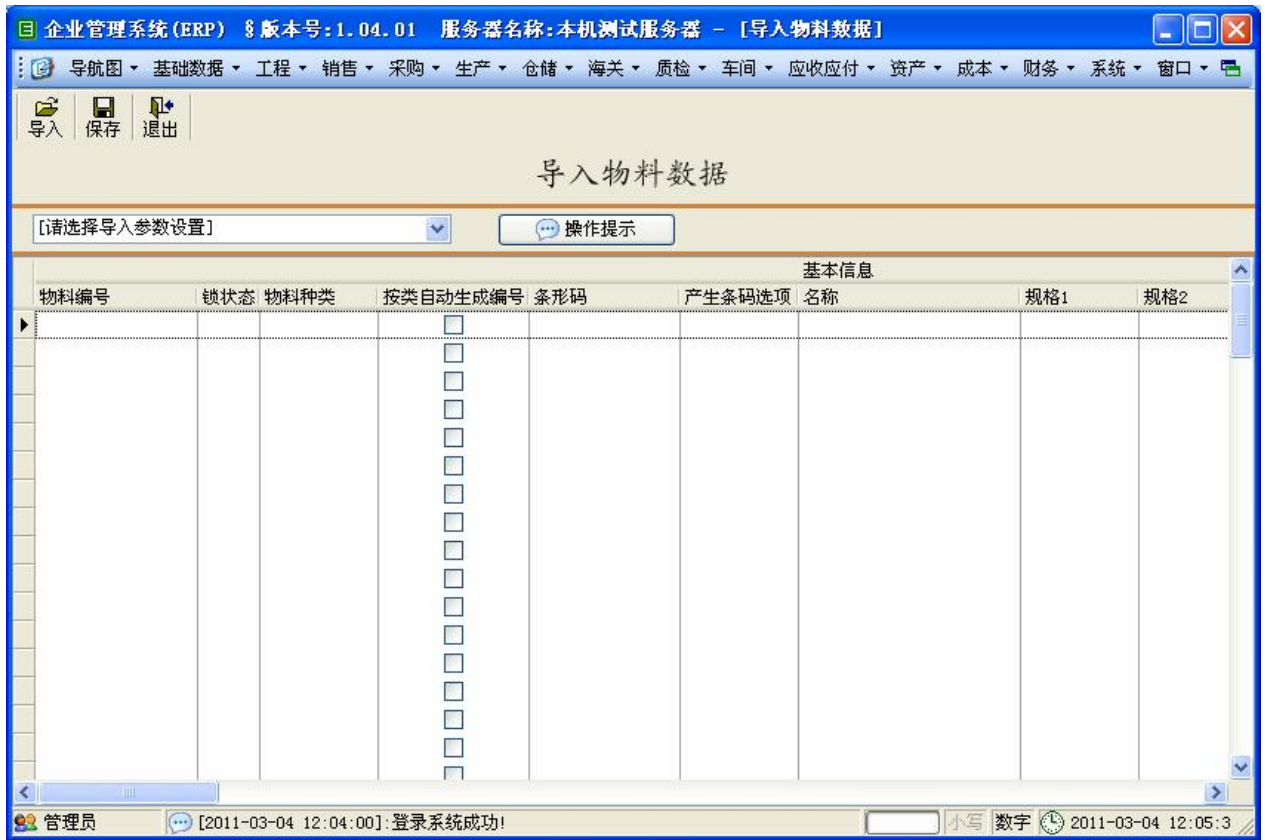 企业管理系统(ERP) §版本号:1.04.01 服务器名称:本机测试服务器 - [导入物料数据]
导航图 基础数据 工程 销售 采购 生产 仓储 海关 质检 车间 应收应付 资产 成本 财务 系统 窗口
导入 保存 退出
导入物料数据
[请选择导入参数设置] 操作提示
基本信息
物料编号 锁状态 物料种类 按类自动生成编号 条形码 产生条码选项 名称 规格1 规格2
管理员 [2011-03-04 12:04:00]:登录系统成功! 小写 数字 2011-03-04 12:05:3